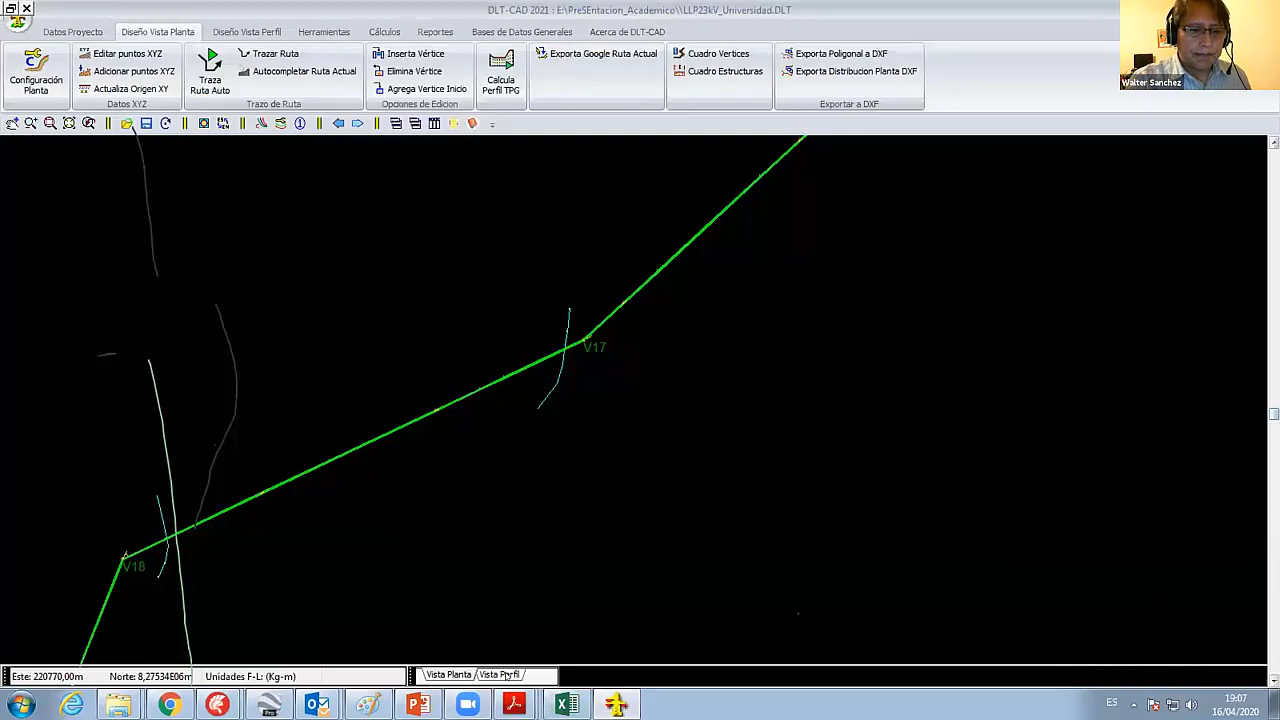 DLT-CAD 2021 : E:\PreSEntacion_Academico\\LLP23kV_Universidad.DLT
Datos Proyecto
Diseño Vista Planta
Diseño Vista Perfil
Herramientas
Cálculos
Reportes
Bases de Datos Generales
Acerca de DLT-CAD
Walter Sanchez
Configuración
Planta
Editar puntos XYZ
Adicionar puntos XYZ
Actualiza Origen XY
Datos XYZ
Traza
Ruta Auto
Trazar Ruta
Autocompletar Ruta Actual
Trazo de Ruta
Inserta Vértice
Elimina Vértice
Agrega Vértice Inicio
Opciones de Edicion
Calcula
Perfil TPG
Exporta Google Ruta Actual
Cuadro Vertices
Cuadro Estructuras
Exporta Poligonal a DXF
Exporta Distribucion Planta DXF
Exportar a DXF
V17
V18
Este: 220770,00m
Norte: 8,27534E06m
Unidades F-L: (Kg-m)
Vista Planta
Vista Perfil
ES
19:07
16/04/2020